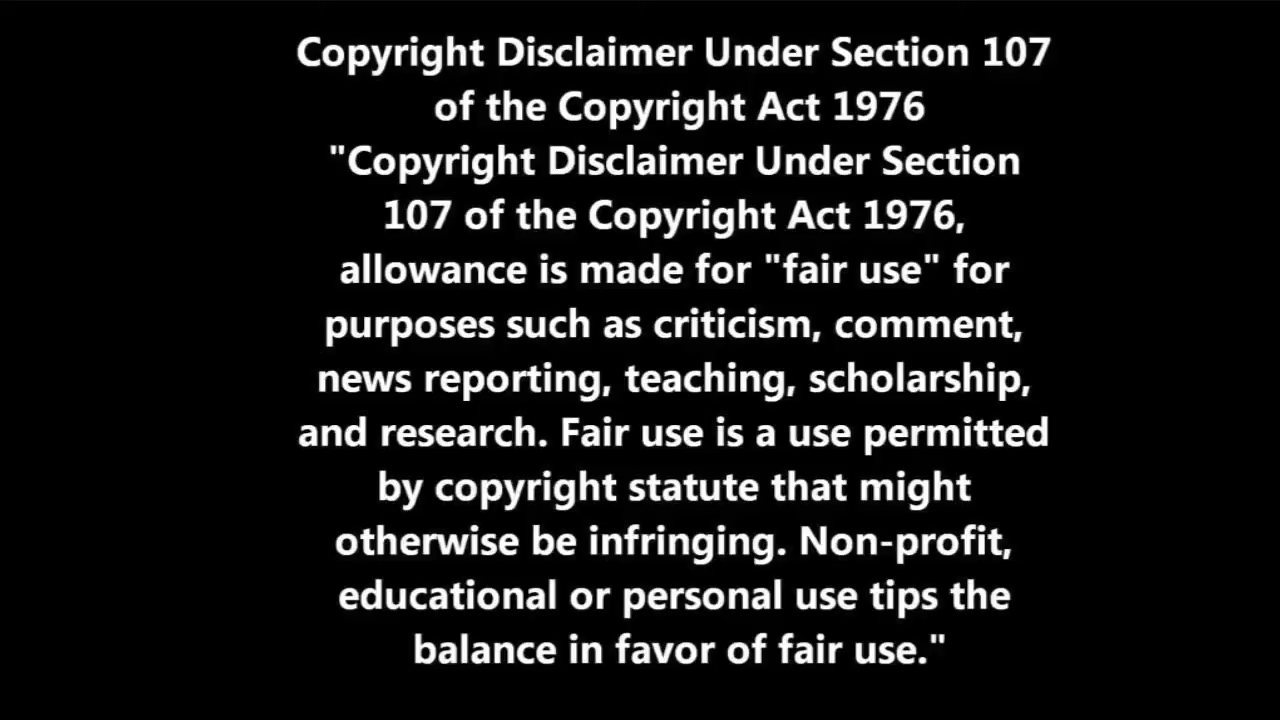 Copyright Disclaimer Under Section 107
of the Copyright Act 1976
"Copyright Disclaimer Under Section
107 of the Copyright Act 1976,
allowance is made for "fair use" for
purposes such as criticism, comment,
news reporting, teaching, scholarship,
and research. Fair use is a use permitted
by copyright statute that might
otherwise be infringing. Non-profit,
educational or personal use tips the
balance in favor of fair use."